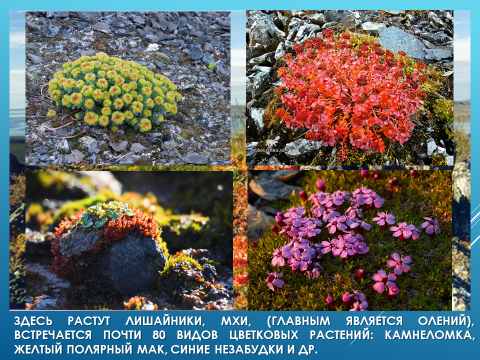 ЗДЕСЬ РАСТУТ ЛИШАЙНИКИ, МХИ, (ГЛАВНЫМ ЯВЛЯЕТСЯ ОЛЕНИЙ),
ВСТРЕЧАЕТСЯ ПОЧТИ 80 ВИДОВ ЦВЕТКОВЫХ РАСТЕНИЙ: КАМНЕЛОМКА,
ЖЕЛТЫЙ ПОЛЯРНЫЙ МАК, СИНИЕ НЕЗАБУДКИ И ДР.